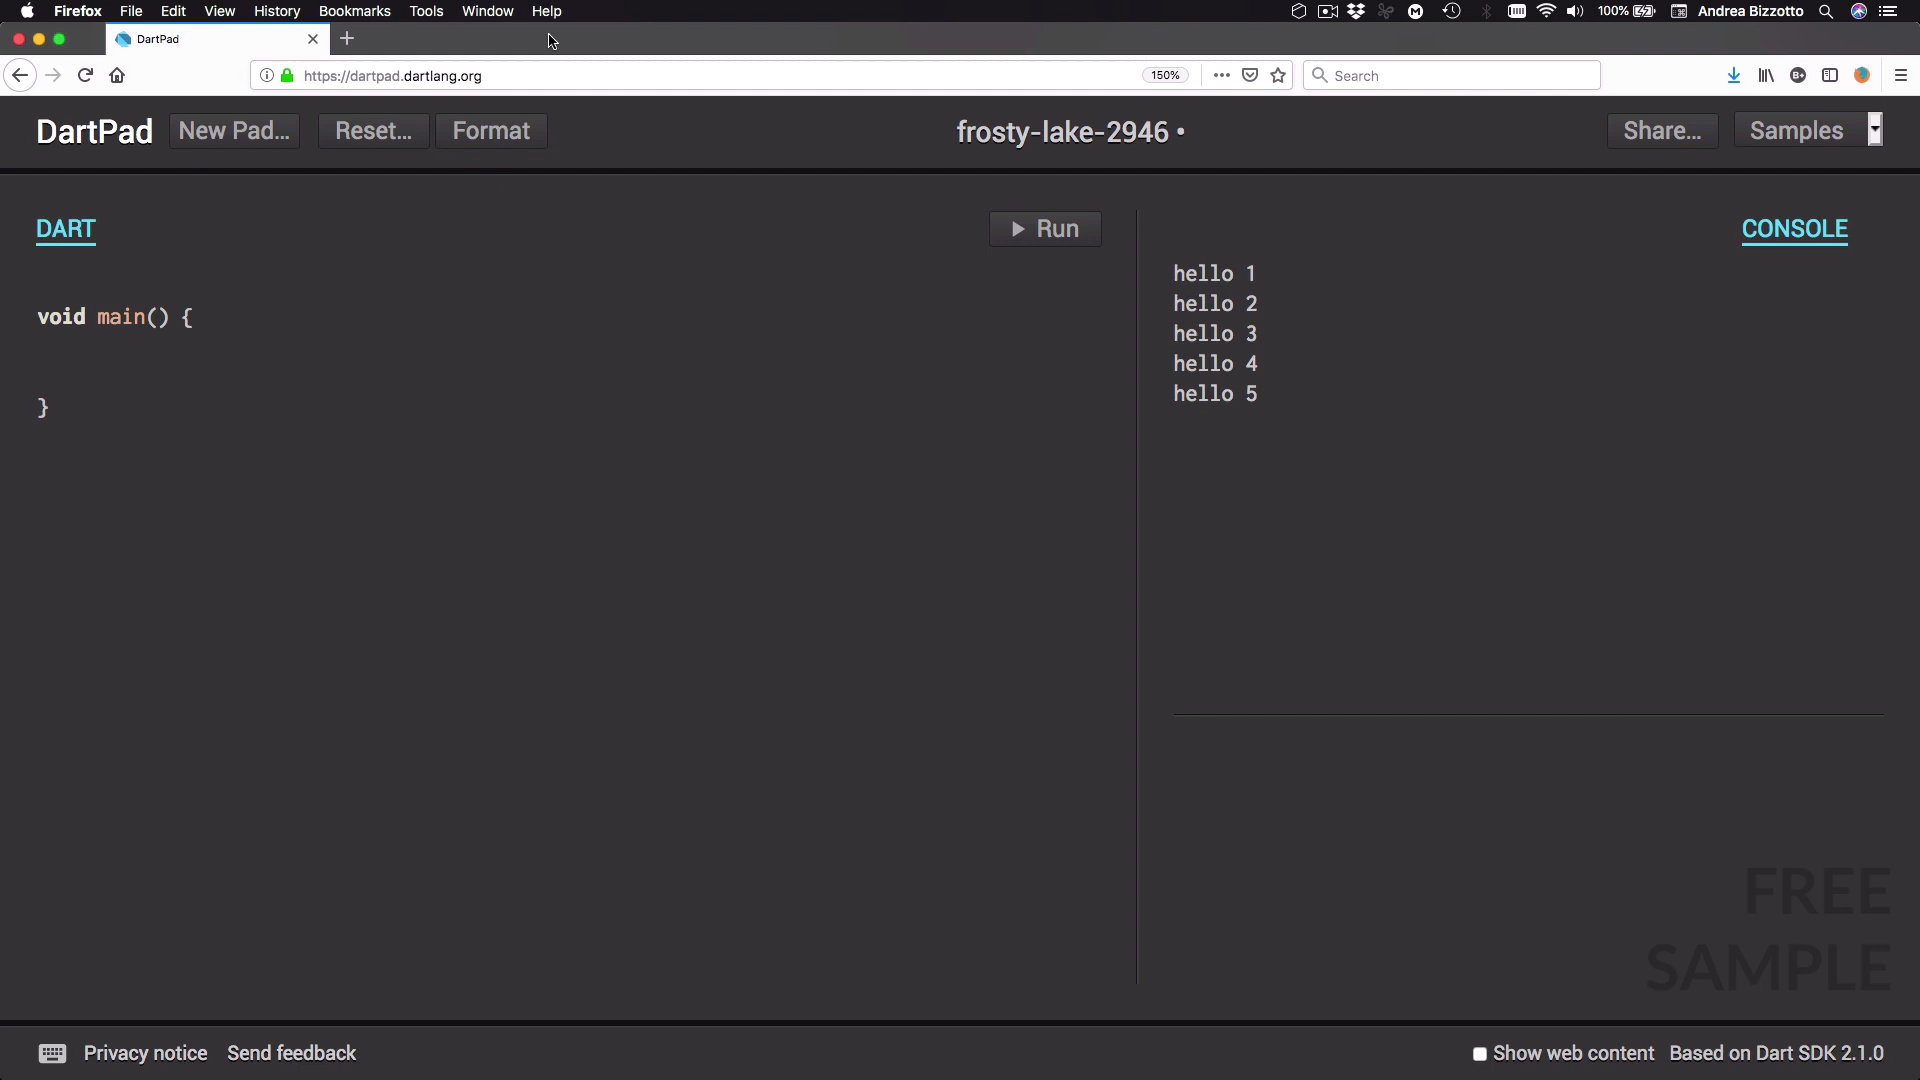 Firefox File Edit View History Bookmarks Tools Window Help 100% Andrea Bizzotto
DartPad
https://dartpad.dartlang.org 150% Search
DartPad New Pad... Reset... Format frosty-lake-2946 • Share... Samples
DART Run CONSOLE
hello 1
hello 2
hello 3
hello 4
hello 5
void main() {
}
FREE
SAMPLE
Privacy notice Send feedback Show web content Based on Dart SDK 2.1.0